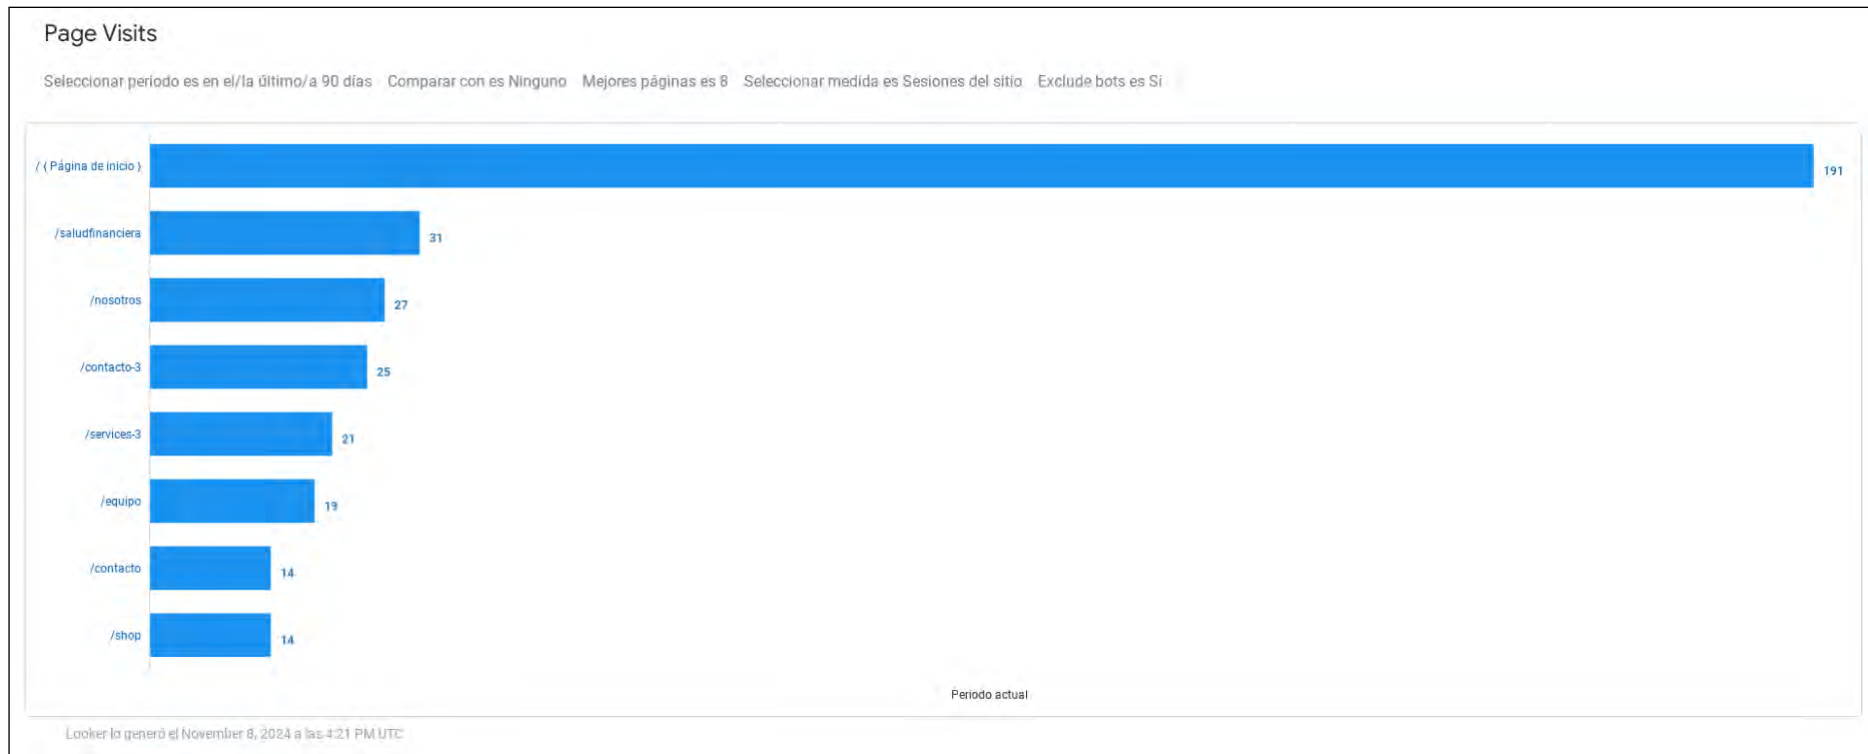 Page Visits
Seleccionar periodo es en el/la último/a 90 días Comparar con es Ninguno Mejores páginas es 8 Seleccionar medida es Sesiones del sitio Exclude bots es Sí
/ ( Página de inicio ) 191
/saludfinanciera 31
/nosotros 27
/contacto-3 25
/services-3 21
/equipo 19
/contacto 14
/shop 14
Periodo actual
Looker lo generó el November 8, 2024 a las 4:21 PM UTC